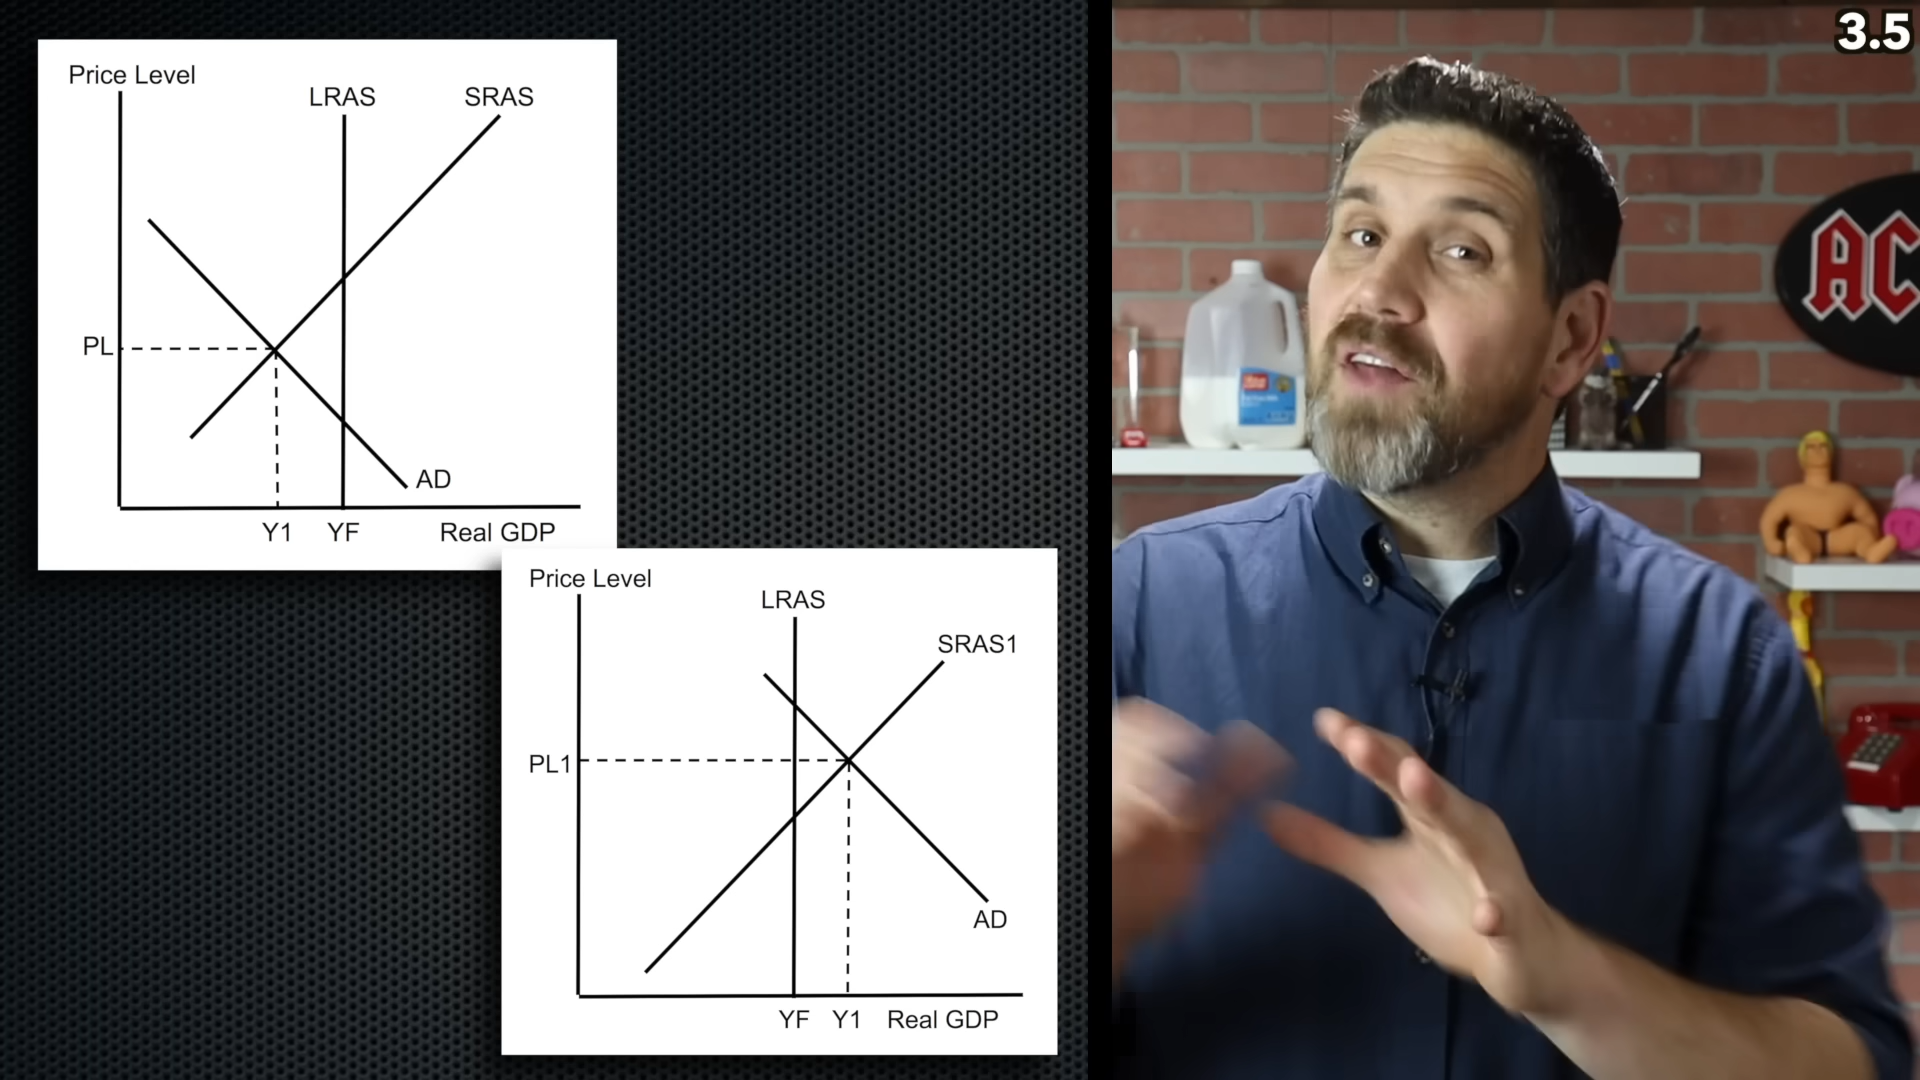 Price Level
LRAS
SRAS
PL
AD
Y1
YF
Real GDP
Price Level
LRAS
SRAS1
PL1
AD
YF
Y1
Real GDP
3.5
AC